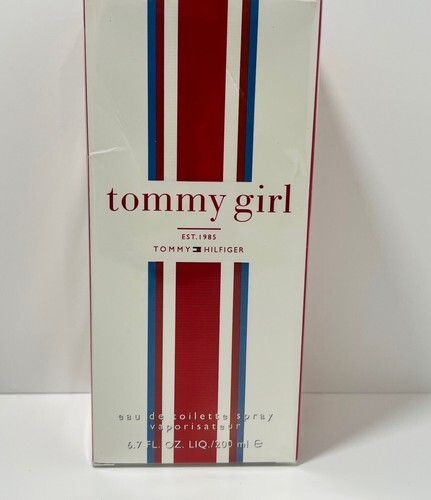 tommy girl
EST. 1985
TOMMY HILFIGER
eau de toilette spray
vaporisateur
6.7 FL. OZ. LIQ./200 ml ℮